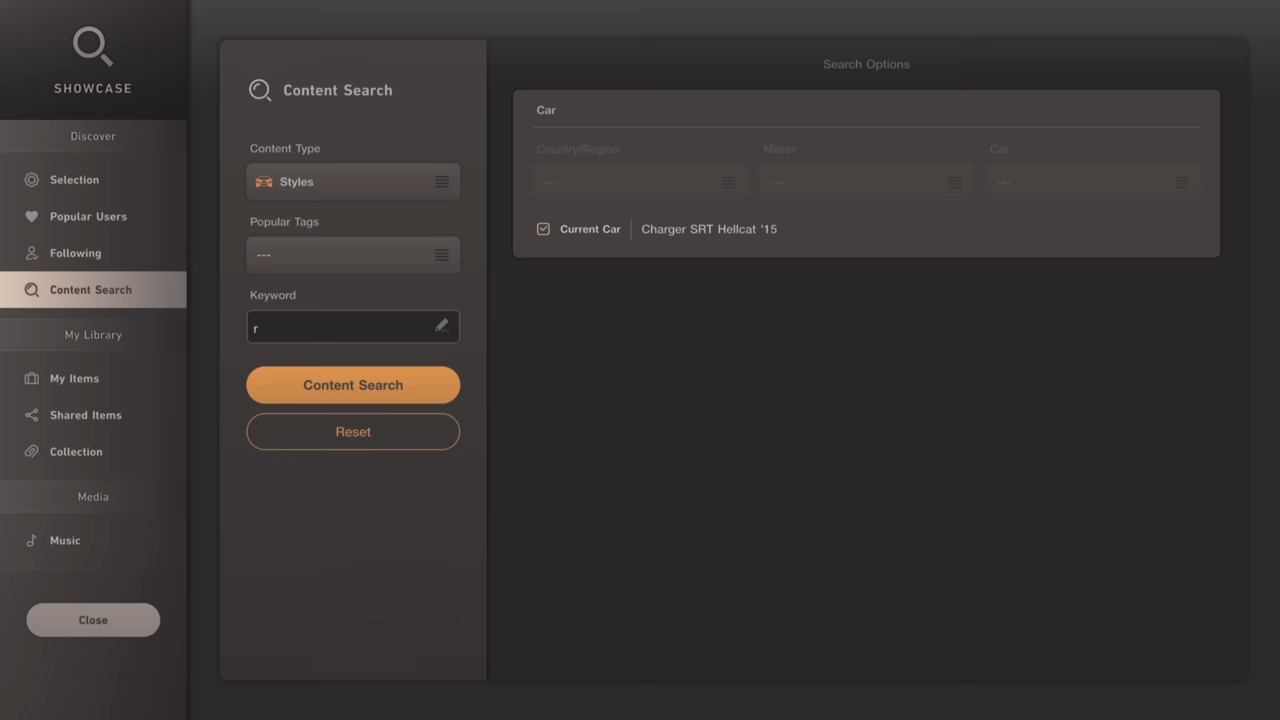 SHOWCASE
Discover
Selection
Popular Users
Following
Content Search
My Library
My Items
Shared Items
Collection
Media
Music
Close
Content Search
Content Type
Styles
Popular Tags
---
Keyword
r
Content Search
Reset
Search Options
Car
Country/Region Maker Car
--- --- ---
Current Car Charger SRT Hellcat '15